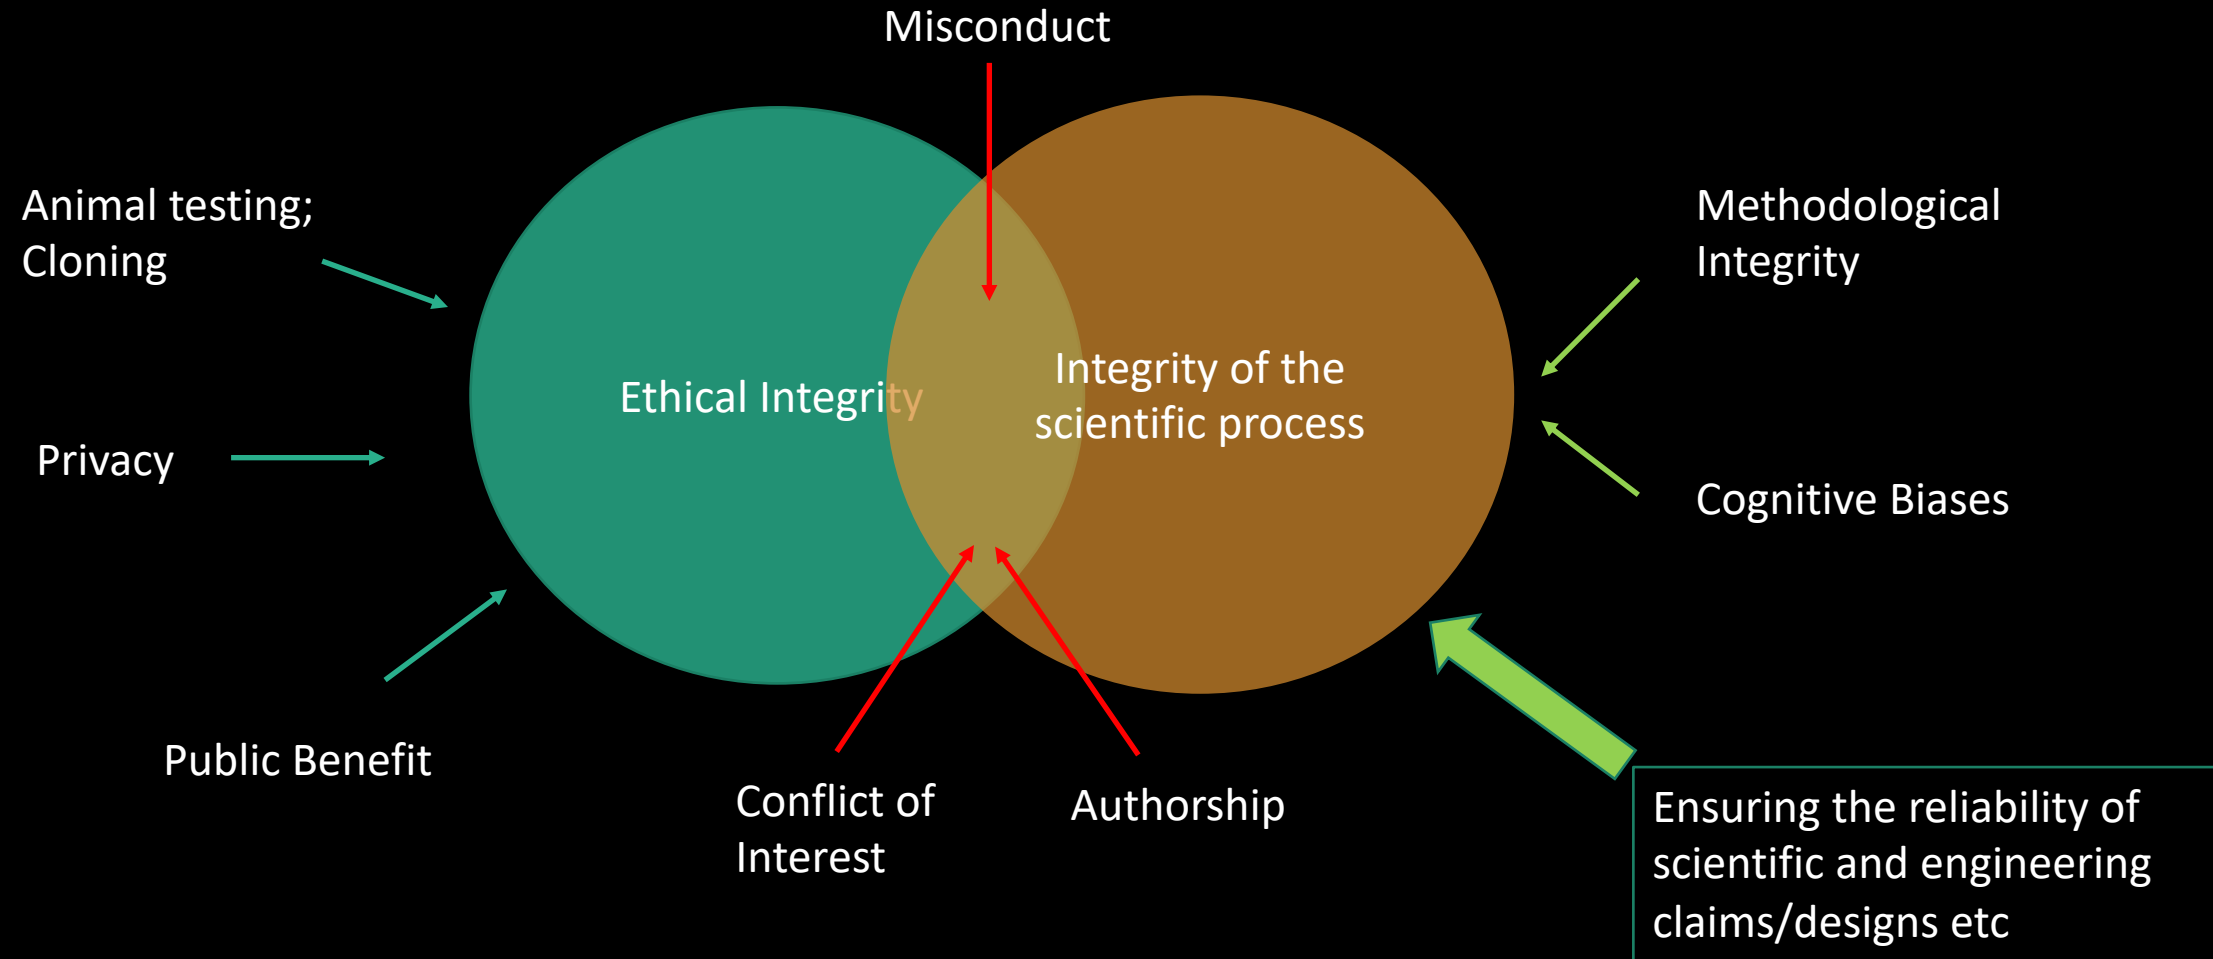 Misconduct
Animal testing;
Cloning
Methodological
Integrity
Ethical Integrity
Integrity of the
scientific process
Privacy
Cognitive Biases
Public Benefit
Conflict of
Interest
Authorship
Ensuring the reliability of
scientific and engineering
claims/designs etc